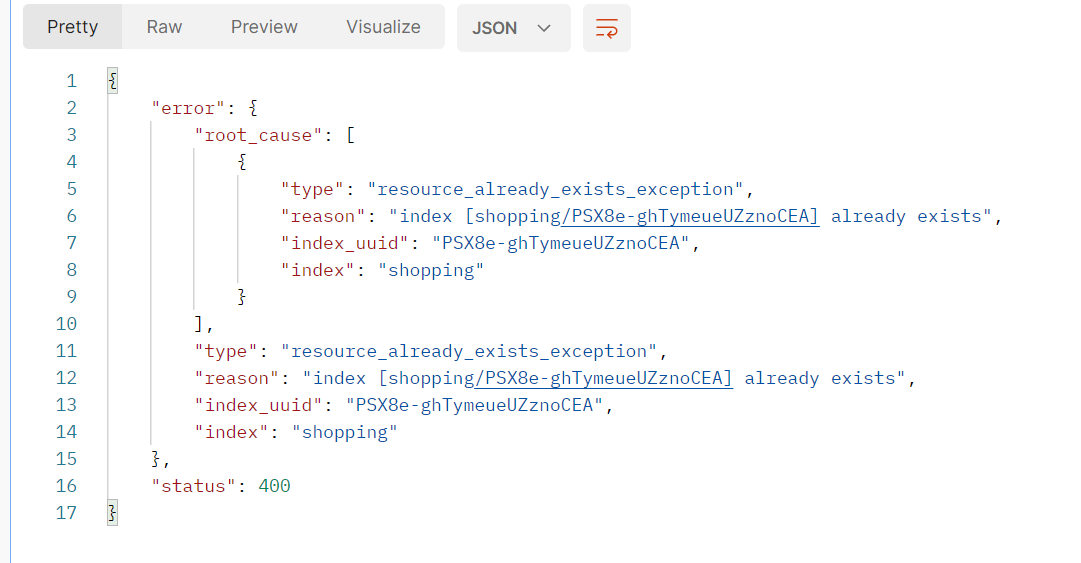 Pretty Raw Preview Visualize JSON
1 {
2 "error": {
3 "root_cause": [
4 {
5 "type": "resource_already_exists_exception",
6 "reason": "index [shopping/PSX8e-ghTymeueUZznoCEA] already exists",
7 "index_uuid": "PSX8e-ghTymeueUZznoCEA",
8 "index": "shopping"
9 }
10 ],
11 "type": "resource_already_exists_exception",
12 "reason": "index [shopping/PSX8e-ghTymeueUZznoCEA] already exists",
13 "index_uuid": "PSX8e-ghTymeueUZznoCEA",
14 "index": "shopping"
15 },
16 "status": 400
17 }